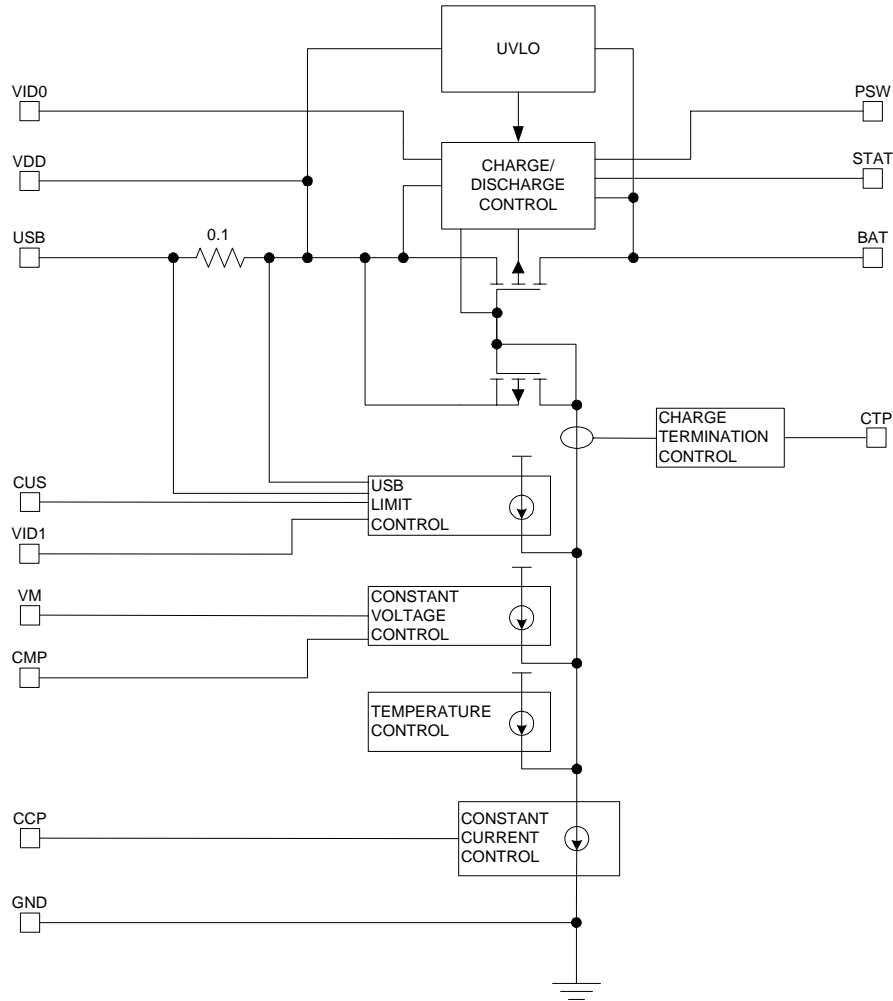 UVLO
VID0
PSW
VDD
CHARGE/
DISCHARGE
CONTROL
STAT
USB
0.1
BAT
CHARGE
TERMINATION
CONTROL
CTP
CUS
USB
LIMIT
CONTROL
VID1
VM
CONSTANT
VOLTAGE
CONTROL
CMP
TEMPERATURE
CONTROL
CCP
CONSTANT
CURRENT
CONTROL
GND